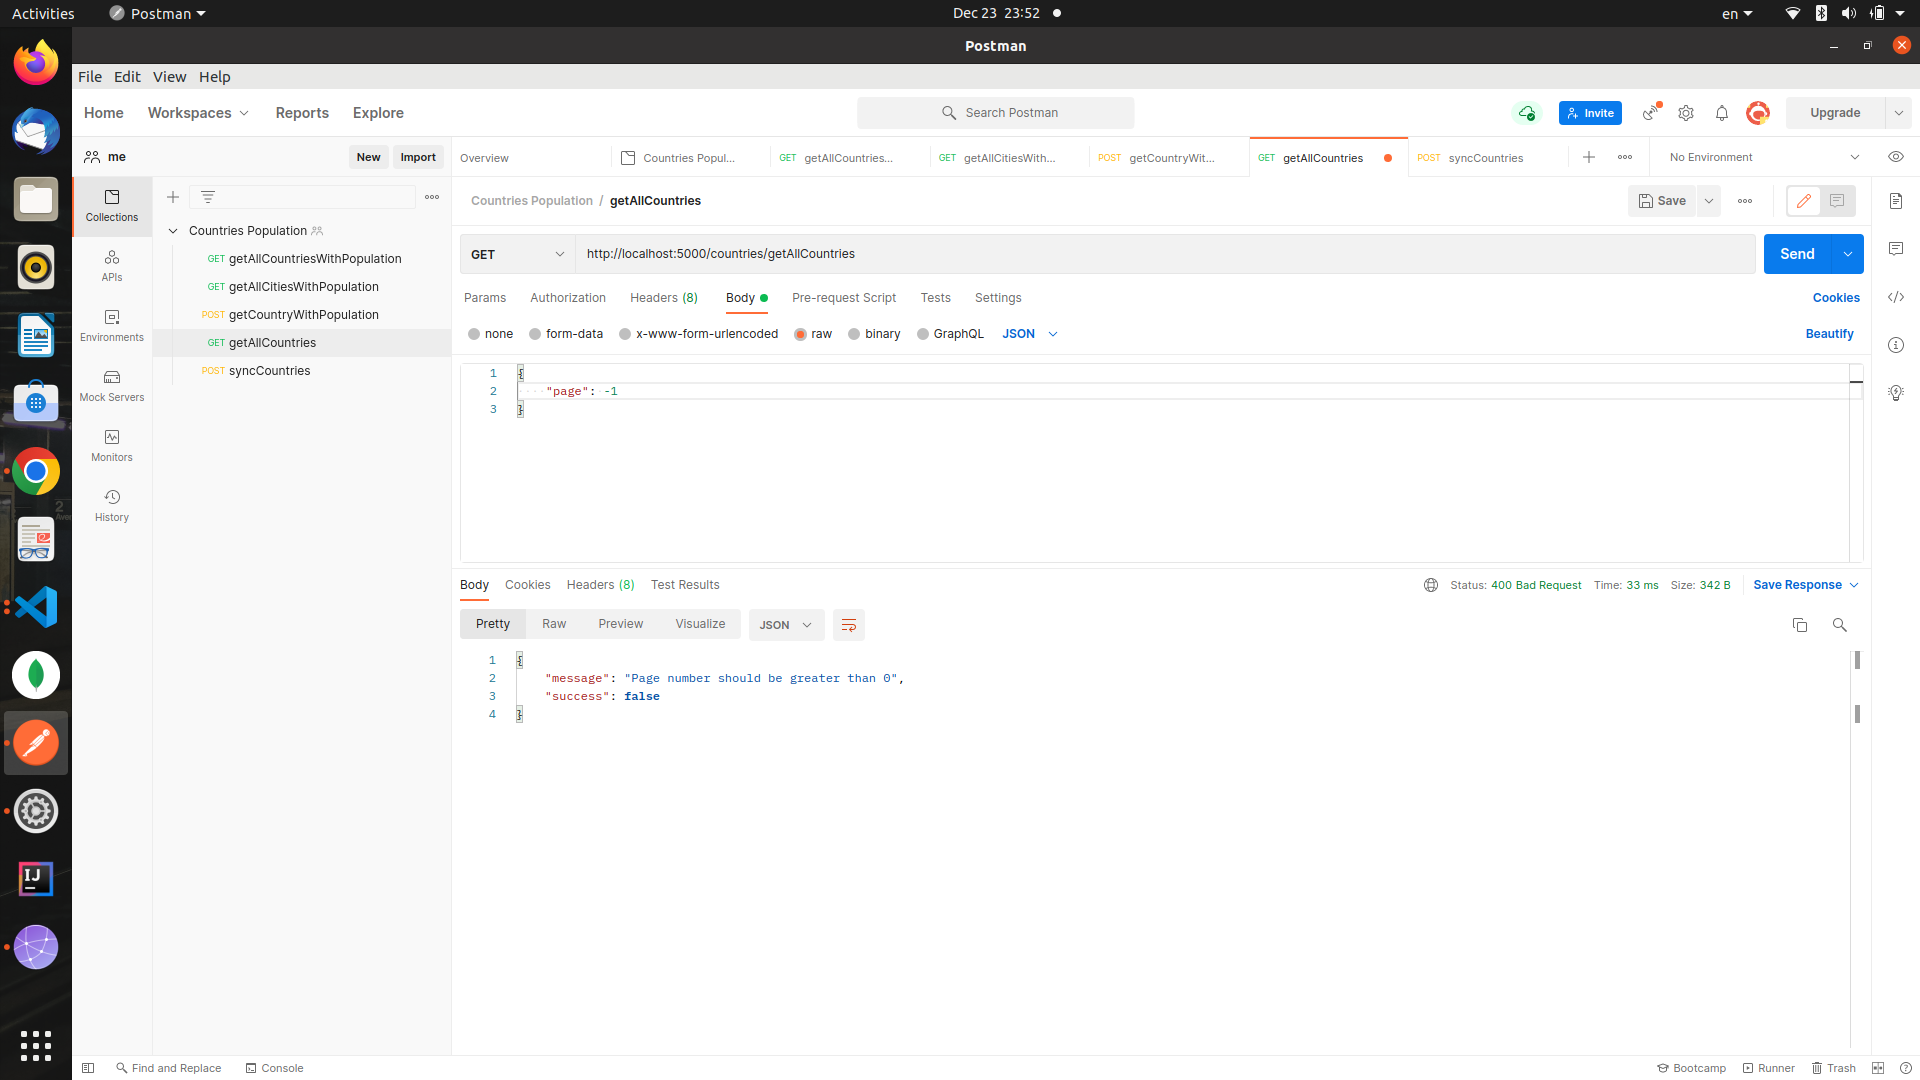 Activities Postman Dec 23 23:52 en
Postman
File Edit View Help
Home Workspaces Reports Explore Search Postman Invite Upgrade
me New Import Overview Countries Popul... GET getAllCountries... GET getAllCitiesWith... POST getCountryWit... GET getAllCountries POST syncCountries No Environment
Collections
Countries Population / getAllCountries Save
Countries Population
GET http://localhost:5000/countries/getAllCountries Send
GET getAllCountriesWithPopulation
GET getAllCitiesWithPopulation
POST getCountryWithPopulation
GET getAllCountries
POST syncCountries
APIs
Environments
Mock Servers
Monitors
History
Params Authorization Headers (8) Body Pre-request Script Tests Settings Cookies
none form-data x-www-form-urlencoded raw binary GraphQL JSON Beautify
1 {
2 "page": -1
3 }
Body Cookies Headers (8) Test Results Status: 400 Bad Request Time: 33 ms Size: 342 B Save Response
Pretty Raw Preview Visualize JSON
1 {
2 "message": "Page number should be greater than 0",
3 "success": false
4 }
IJ
Find and Replace Console Bootcamp Runner Trash